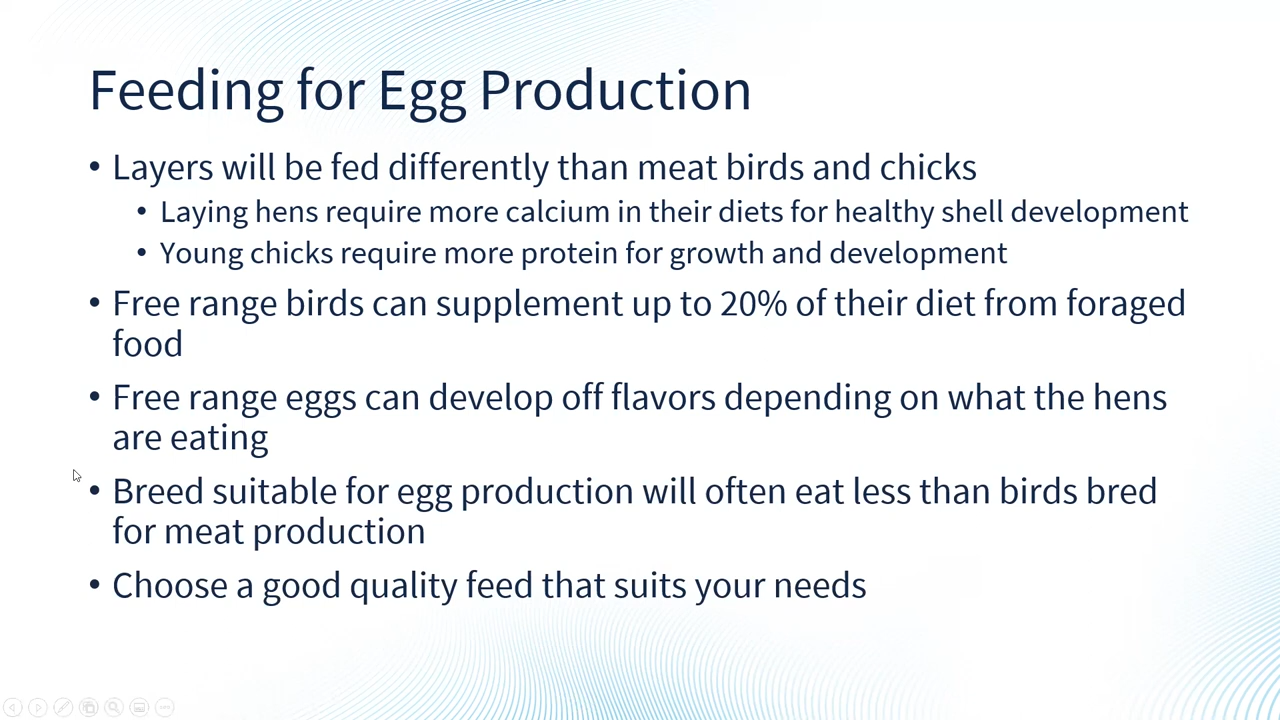 Feeding for Egg Production
• Layers will be fed differently than meat birds and chicks
• Laying hens require more calcium in their diets for healthy shell development
• Young chicks require more protein for growth and development
• Free range birds can supplement up to 20% of their diet from foraged
food
• Free range eggs can develop off flavors depending on what the hens
are eating
• Breed suitable for egg production will often eat less than birds bred
for meat production
• Choose a good quality feed that suits your needs